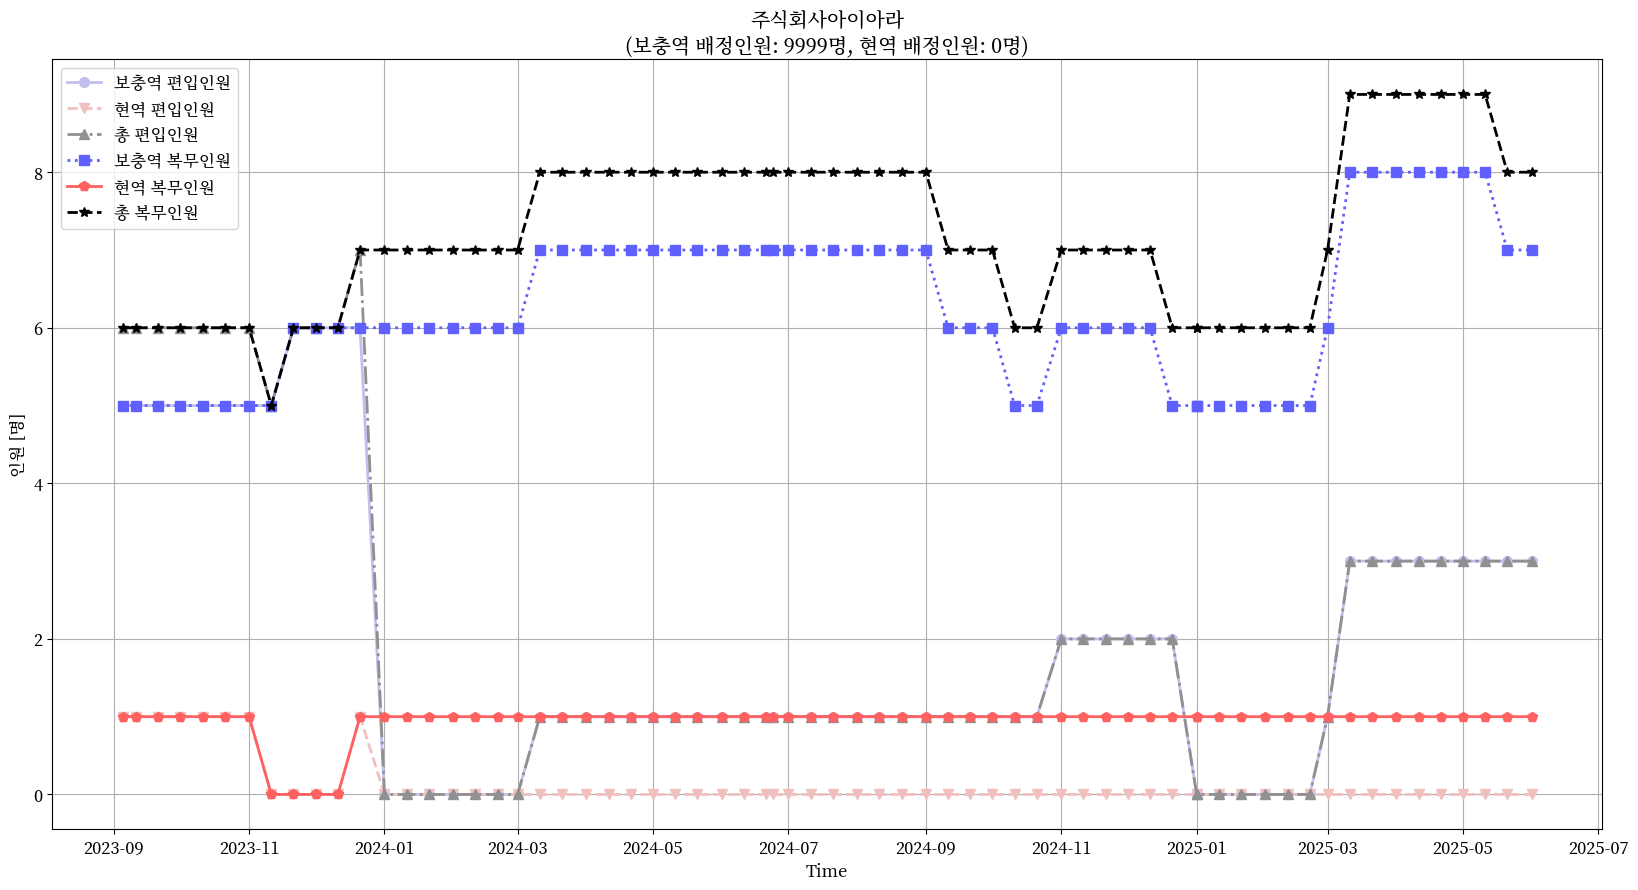 주식회사아이아라
(보충역 배정인원: 9999명, 현역 배정인원: 0명)
보충역 편입인원
현역 편입인원
총 편입인원
보충역 복무인원
현역 복무인원
총 복무인원
8
6
4
2
0
인원 [명]
2023-09 2023-11 2024-01 2024-03 2024-05 2024-07 2024-09 2024-11 2025-01 2025-03 2025-05 2025-07
Time